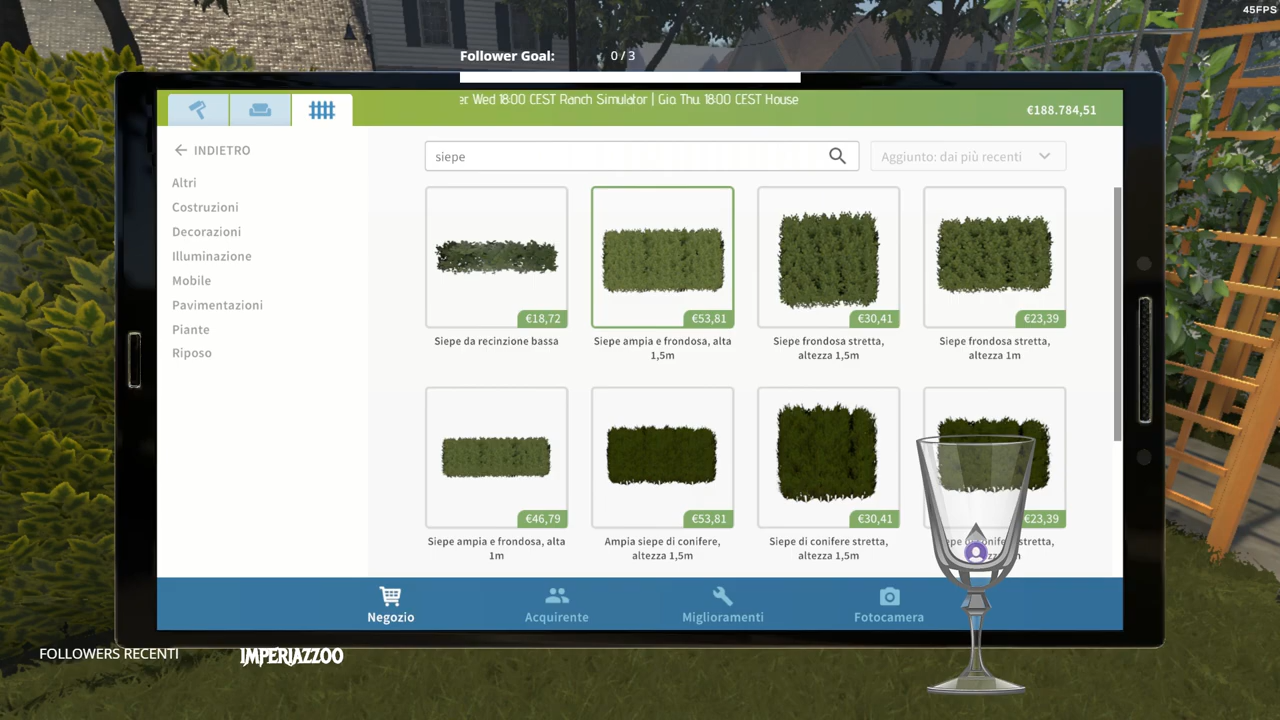 45FPS
Follower Goal: 0 / 3
er Wed 18:00 CEST Ranch Simulator | Gio Thu. 18:00 CEST House
€188.784,51
INDIETRO
siepe
Aggiunto: dai più recenti
Altri
Costruzioni
Decorazioni
Illuminazione
Mobile
Pavimentazioni
Piante
Riposo
€18,72
€53,81
€30,41
€23,39
Siepe da recinzione bassa
Siepe ampia e frondosa, alta
1,5m
Siepe frondosa stretta,
altezza 1,5m
Siepe frondosa stretta,
altezza 1m
€46,79
€53,81
€30,41
€23,39
Siepe ampia e frondosa, alta
1m
Ampia siepe di conifere,
altezza 1,5m
Siepe di conifere stretta,
altezza 1,5m
stretta,
Negozio
Acquirente
Miglioramenti
Fotocamera
FOLLOWERS RECENTI
IMPERJAZZOO